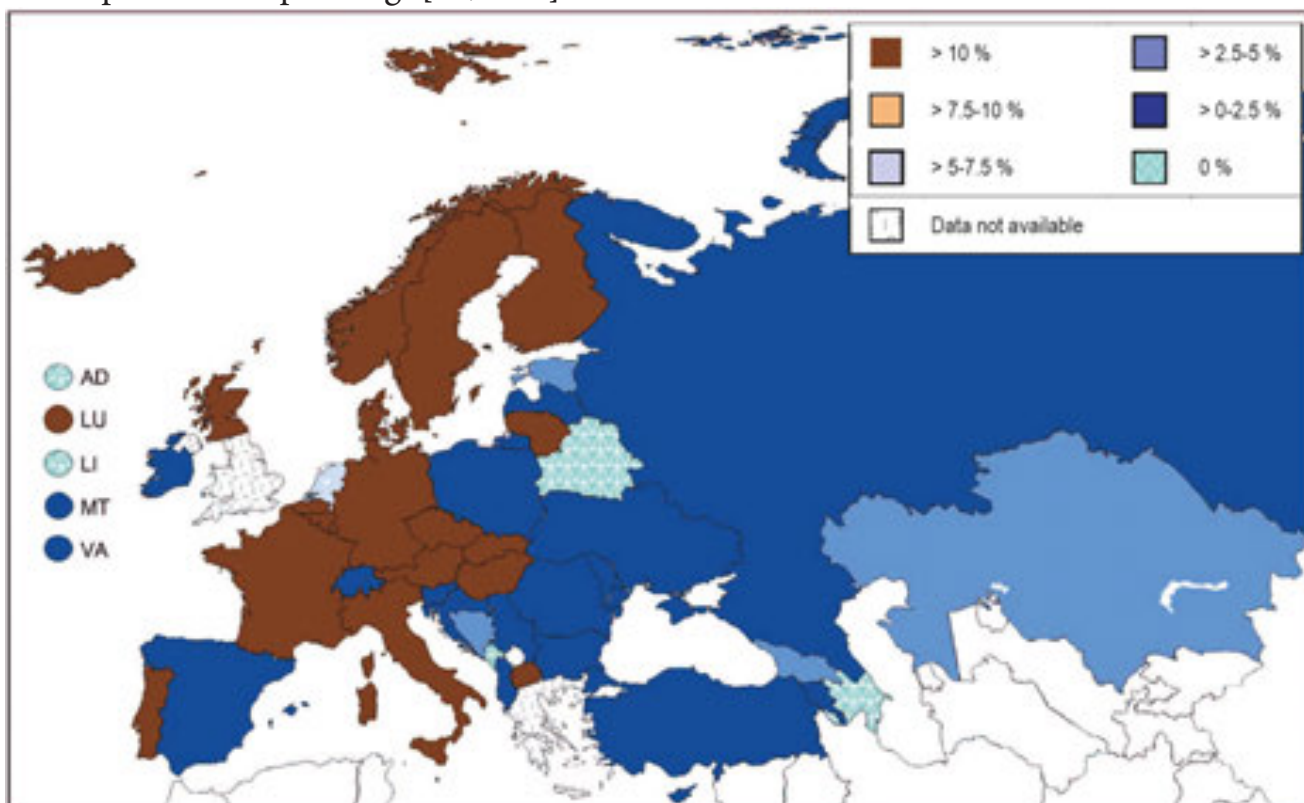 > 10 %
> 2.5-5 %
> 7.5-10 %
> 0-2.5 %
> 5-7.5 %
0 %
Data not available
AD
LU
LI
MT
VA